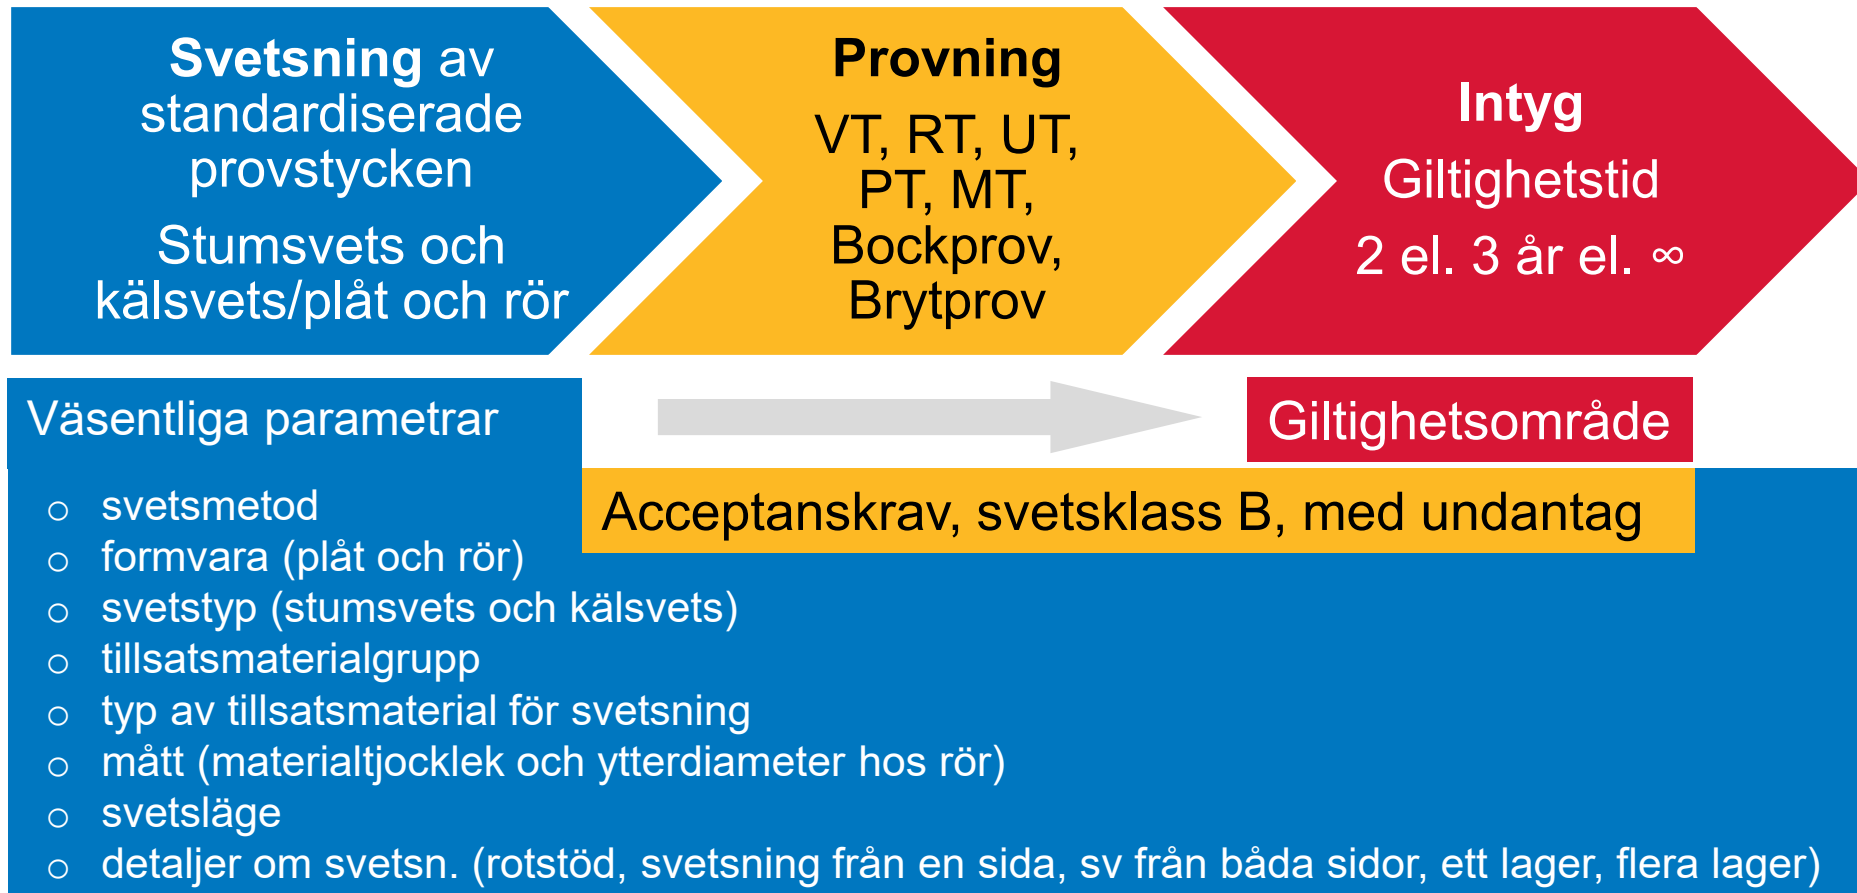 Svetsning av
standardiserade
provstycken
Stumsvets och
kälsvets/plåt och rör
Provning
VT, RT, UT,
PT, MT,
Bockprov,
Brytprov
Intyg
Giltighetstid
2 el. 3 år el. ∞
Väsentliga parametrar
Giltighetsområde
Acceptanskrav, svetsklass B, med undantag
o svetsmetod
o formvara (plåt och rör)
o svetstyp (stumsvets och kälsvets)
o tillsatsmaterialgrupp
o typ av tillsatsmaterial för svetsning
o mått (materialtjocklek och ytterdiameter hos rör)
o svetsläge
o detaljer om svetsn. (rotstöd, svetsning från en sida, sv från båda sidor, ett lager, flera lager)